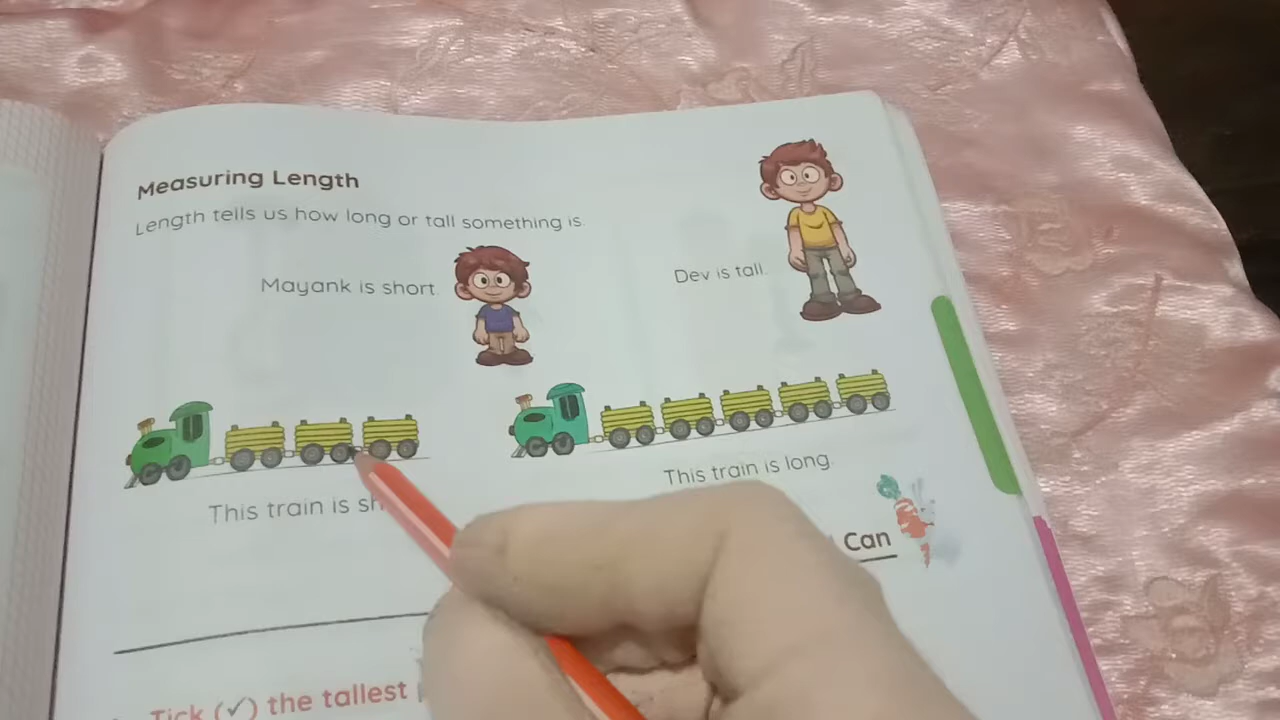 Measuring Length
Length tells us how long or tall something is.
Mayank is short.
Dev is tall.
This train is
This train is long.
Can
Tick (✓) the tallest